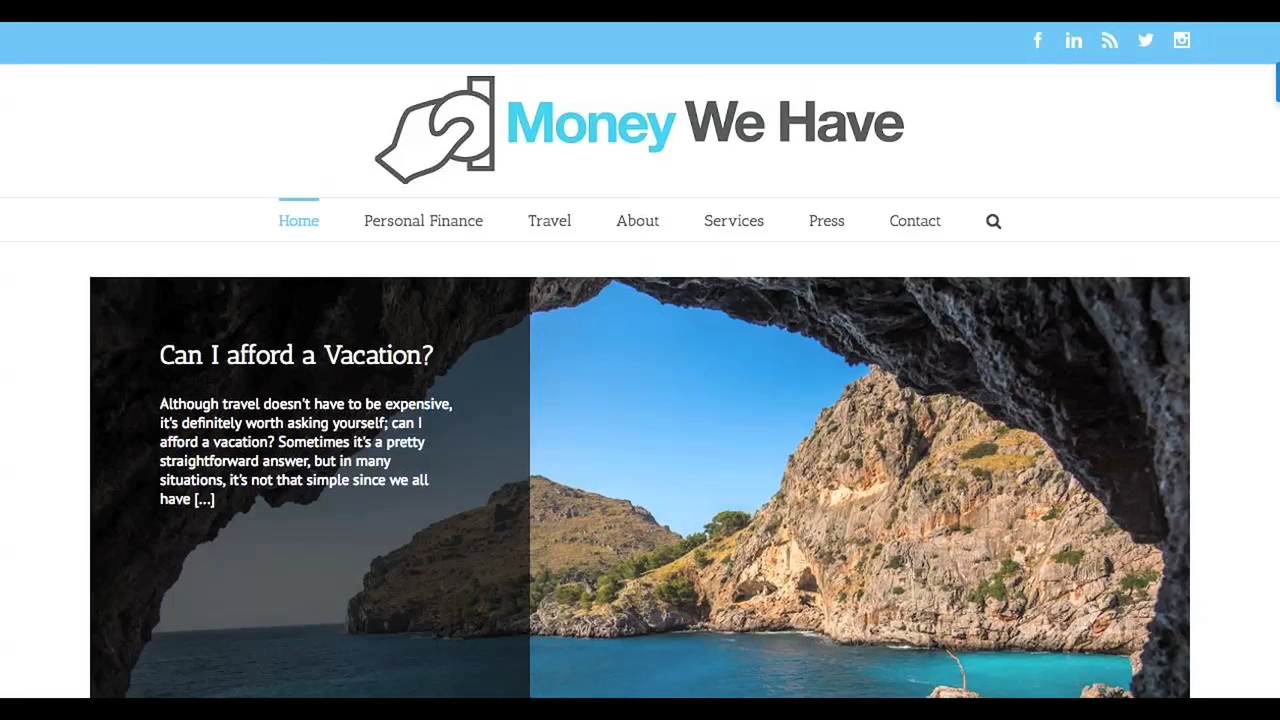 Money We Have
Home Personal Finance Travel About Services Press Contact
Can I afford a Vacation?
Although travel doesn't have to be expensive,
it's definitely worth asking yourself; can I
afford a vacation? Sometimes it's a pretty
straightforward answer, but in many
situations, it's not that simple since we all
have [...]